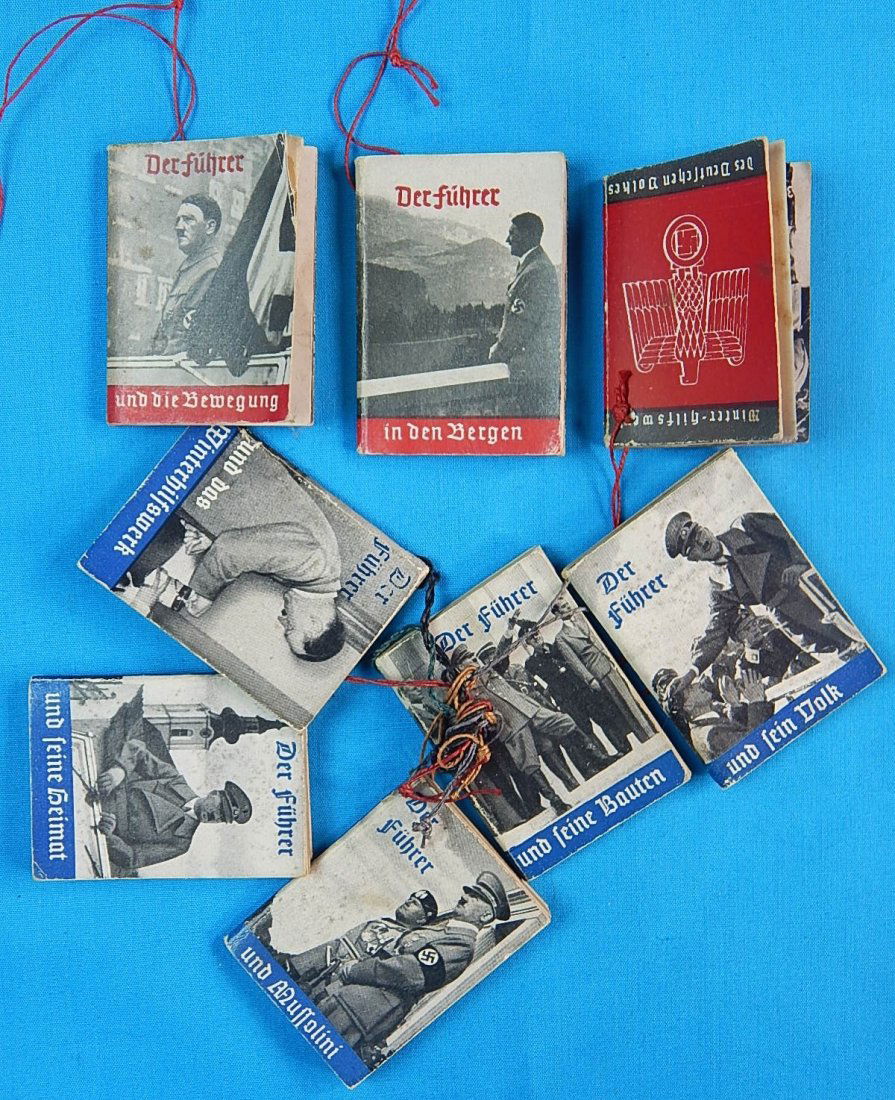 Der Führer
und die Bewegung
Der Führer
in den Bergen
Des Deutſchen Volkes
Winter-Hilfswe
Der
Führer
und das
Winterhilfswerk
Der Führer
und ſeine Bauten
Der
Führer
und ſein Volk
Der Führer
und ſeine Heimat
Der
Führer
und Muſſolini